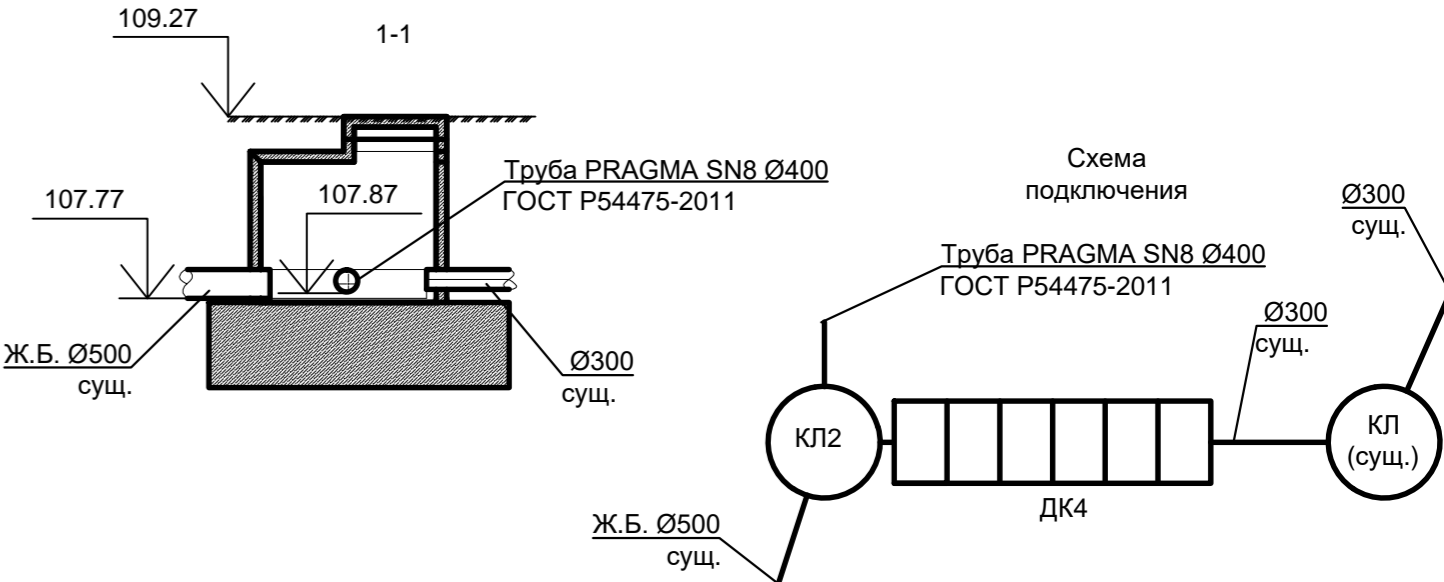 109.27
1-1
Труба PRAGMA SN8 Ø400
ГОСТ Р54475-2011
107.77
107.87
Ж.Б. Ø500
сущ.
Ø300
сущ.
Схема
подключения
Труба PRAGMA SN8 Ø400
ГОСТ Р54475-2011
Ø300
сущ.
Ø300
сущ.
КЛ2
КЛ
(сущ.)
ДК4
Ж.Б. Ø500
сущ.